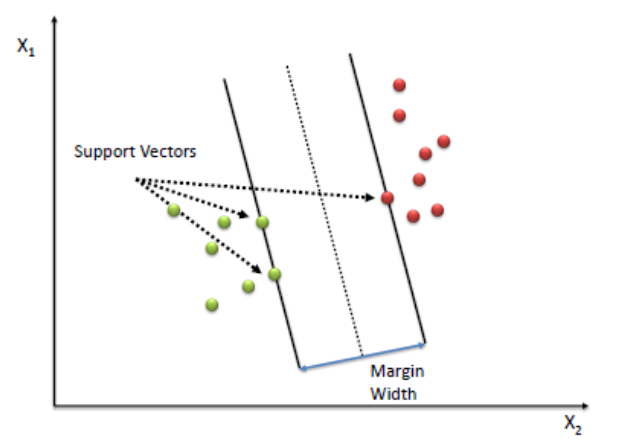 X₁
Support Vectors
Margin
Width
X₂